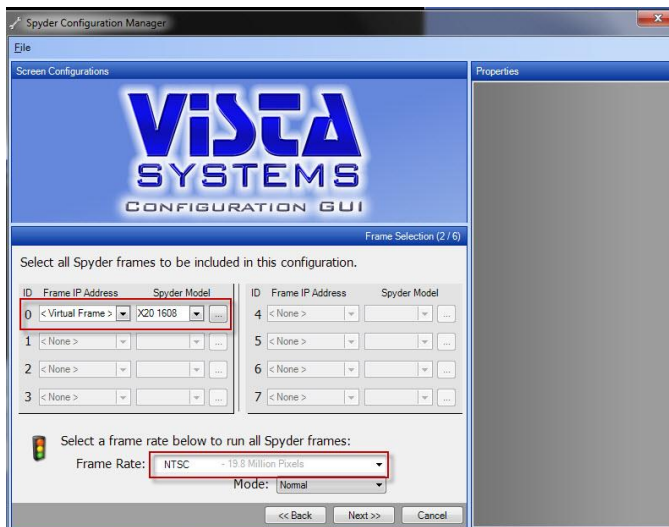 Spyder Configuration Manager
File
Screen Configurations
Properties
VISTA
SYSTEMS
CONFIGURATION GUI
Frame Selection (2 / 6)
Select all Spyder frames to be included in this configuration.
ID Frame IP Address Spyder Model ID Frame IP Address Spyder Model
0 < Virtual Frame > X20 1608 ... 4 < None > ...
1 < None > ... 5 < None > ...
2 < None > ... 6 < None > ...
3 < None > ... 7 < None > ...
Select a frame rate below to run all Spyder frames:
Frame Rate: NTSC - 19.8 Million Pixels
Mode: Normal
<< Back Next >> Cancel